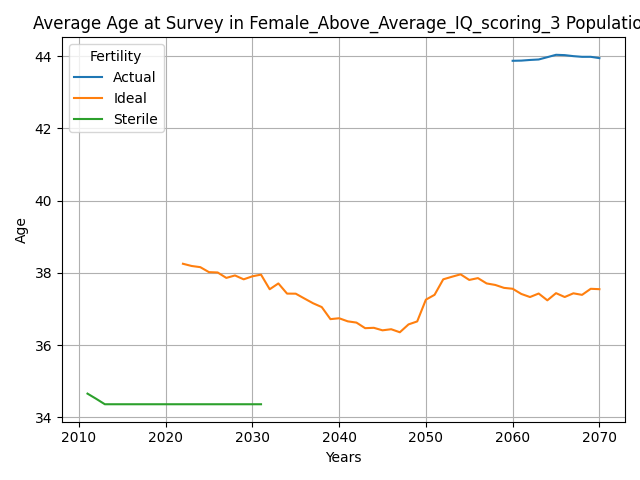 Average Age at Survey in Female_Above_Average_IQ_scoring_3 Populatio
Fertility
Actual
Ideal
Sterile
44
42
40
38
36
34
Age
2010 2020 2030 2040 2050 2060 2070
Years